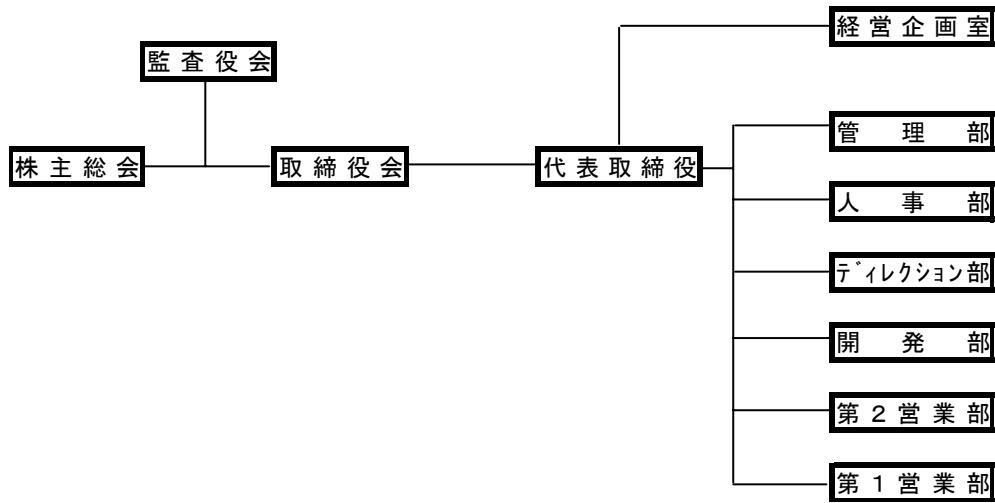 経営企画室
監査役会
管理部
株主総会
取締役会
代表取締役
人事部
ディレクション部
開発部
第2営業部
第1営業部